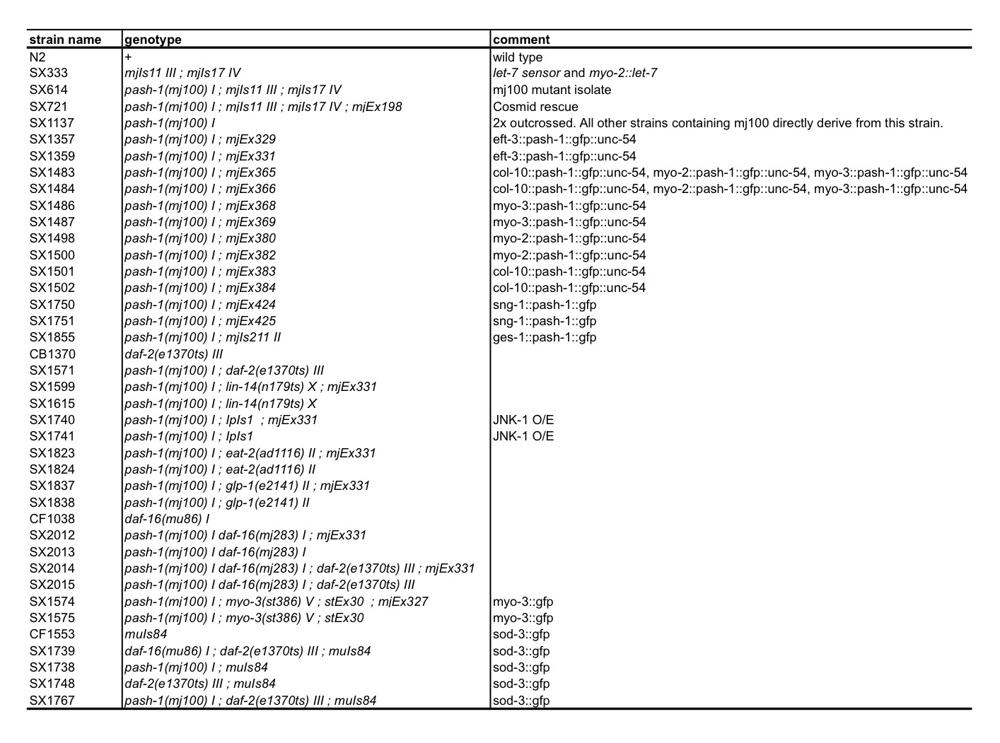 strain name genotype comment
N2 + wild type
SX333 mjIs11 III ; mjIs17 IV let-7 sensor and myo-2::let-7
SX614 pash-1(mj100) I ; mjIs11 III ; mjIs17 IV mj100 mutant isolate
SX721 pash-1(mj100) I ; mjIs11 III ; mjIs17 IV ; mjEx198 Cosmid rescue
SX1137 pash-1(mj100) I 2x outcrossed. All other strains containing mj100 directly derive from this strain.
SX1357 pash-1(mj100) I ; mjEx329 eft-3::pash-1::gfp::unc-54
SX1359 pash-1(mj100) I ; mjEx331 eft-3::pash-1::gfp::unc-54
SX1483 pash-1(mj100) I ; mjEx365 col-10::pash-1::gfp::unc-54, myo-2::pash-1::gfp::unc-54, myo-3::pash-1::gfp::unc-54
SX1484 pash-1(mj100) I ; mjEx366 col-10::pash-1::gfp::unc-54, myo-2::pash-1::gfp::unc-54, myo-3::pash-1::gfp::unc-54
SX1486 pash-1(mj100) I ; mjEx368 myo-3::pash-1::gfp::unc-54
SX1487 pash-1(mj100) I ; mjEx369 myo-3::pash-1::gfp::unc-54
SX1498 pash-1(mj100) I ; mjEx380 myo-2::pash-1::gfp::unc-54
SX1500 pash-1(mj100) I ; mjEx382 myo-2::pash-1::gfp::unc-54
SX1501 pash-1(mj100) I ; mjEx383 col-10::pash-1::gfp::unc-54
SX1502 pash-1(mj100) I ; mjEx384 col-10::pash-1::gfp::unc-54
SX1750 pash-1(mj100) I ; mjEx424 sng-1::pash-1::gfp
SX1751 pash-1(mj100) I ; mjEx425 sng-1::pash-1::gfp
SX1855 pash-1(mj100) I ; mjIs211 II ges-1::pash-1::gfp
CB1370 daf-2(e1370ts) III
SX1571 pash-1(mj100) I ; daf-2(e1370ts) III
SX1599 pash-1(mj100) I ; lin-14(n179ts) X ; mjEx331
SX1615 pash-1(mj100) I ; lin-14(n179ts) X
SX1740 pash-1(mj100) I ; lpIs1 ; mjEx331 JNK-1 O/E
SX1741 pash-1(mj100) I ; lpIs1 JNK-1 O/E
SX1823 pash-1(mj100) I ; eat-2(ad1116) II ; mjEx331
SX1824 pash-1(mj100) I ; eat-2(ad1116) II
SX1837 pash-1(mj100) I ; glp-1(e2141) II ; mjEx331
SX1838 pash-1(mj100) I ; glp-1(e2141) II
CF1038 daf-16(mu86) I
SX2012 pash-1(mj100) I daf-16(mj283) I ; mjEx331
SX2013 pash-1(mj100) I daf-16(mj283) I
SX2014 pash-1(mj100) I daf-16(mj283) I ; daf-2(e1370ts) III ; mjEx331
SX2015 pash-1(mj100) I daf-16(mj283) I ; daf-2(e1370ts) III
SX1574 pash-1(mj100) I ; myo-3(st386) V ; stEx30 ; mjEx327 myo-3::gfp
SX1575 pash-1(mj100) I ; myo-3(st386) V ; stEx30 myo-3::gfp
CF1553 muIs84 sod-3::gfp
SX1739 daf-16(mu86) I ; daf-2(e1370ts) III ; muIs84 sod-3::gfp
SX1738 pash-1(mj100) I ; muIs84 sod-3::gfp
SX1748 daf-2(e1370ts) III ; muIs84 sod-3::gfp
SX1767 pash-1(mj100) I ; daf-2(e1370ts) III ; muIs84 sod-3::gfp